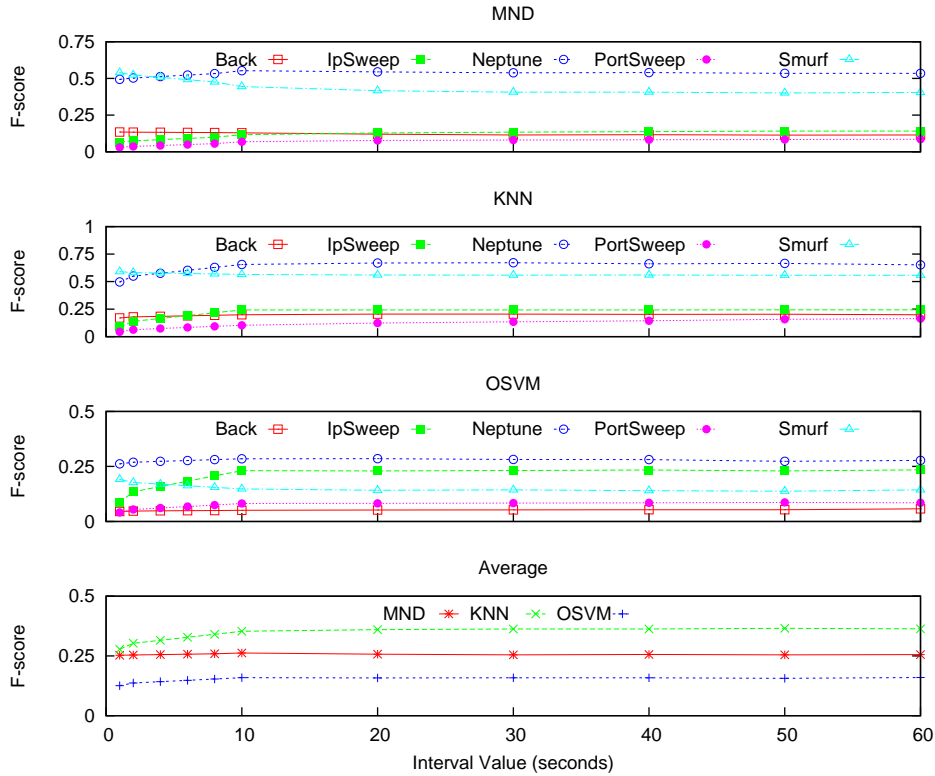 MND
0.75
0.5
0.25
0
F-score
Back IpSweep Neptune PortSweep Smurf
KNN
1
0.75
0.5
0.25
0
F-score
Back IpSweep Neptune PortSweep Smurf
OSVM
0.5
0.25
0
F-score
Back IpSweep Neptune PortSweep Smurf
Average
0.5
0.25
0
F-score
MND KNN OSVM
0 10 20 30 40 50 60
Interval Value (seconds)